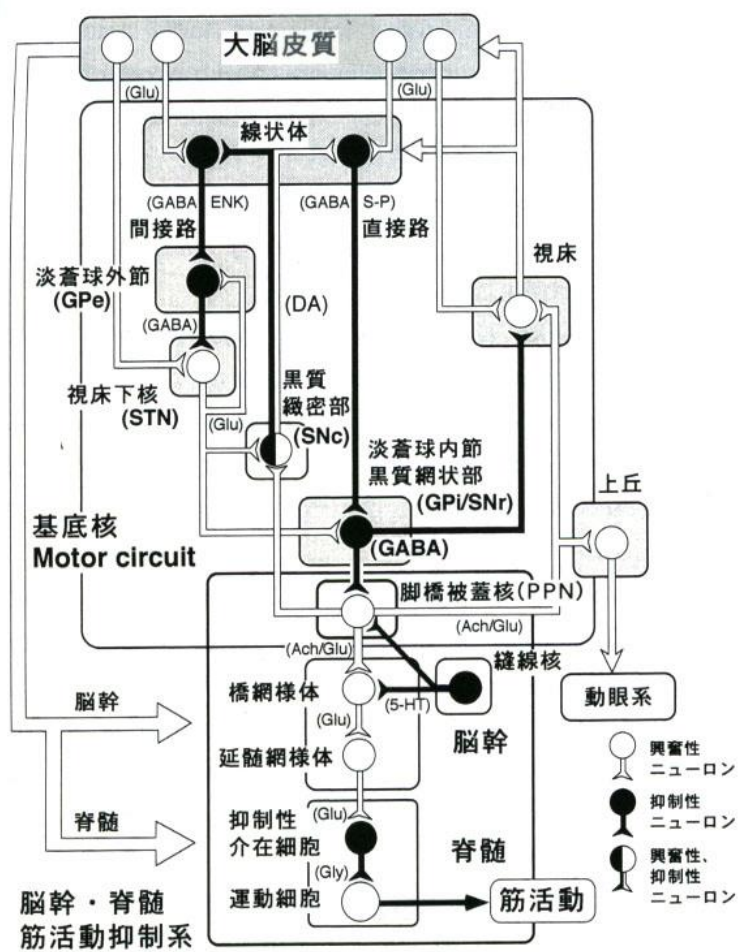 大脳皮質
(Glu)
(Glu)
線状体
(GABA ENK)
(GABA S-P)
間接路
直接路
視床
淡蒼球外節
(GPe)
(GABA)
(DA)
視床下核
(STN)
(Glu)
黒質
緻密部
(SNc)
淡蒼球内節
黒質網状部
(GPi/SNr)
(GABA)
上丘
基底核
Motor circuit
脚橋被蓋核(PPN)
(Ach/Glu)
(Ach/Glu)
縫線核
橋網様体
(5-HT)
(Glu)
脳幹
動眼系
脳幹
延髄網様体
(Glu)
脊髄
抑制性
介在細胞
脊髄
(Gly)
運動細胞
筋活動
興奮性
ニューロン
抑制性
ニューロン
興奮性、
抑制性
ニューロン
脳幹・脊髄
筋活動抑制系